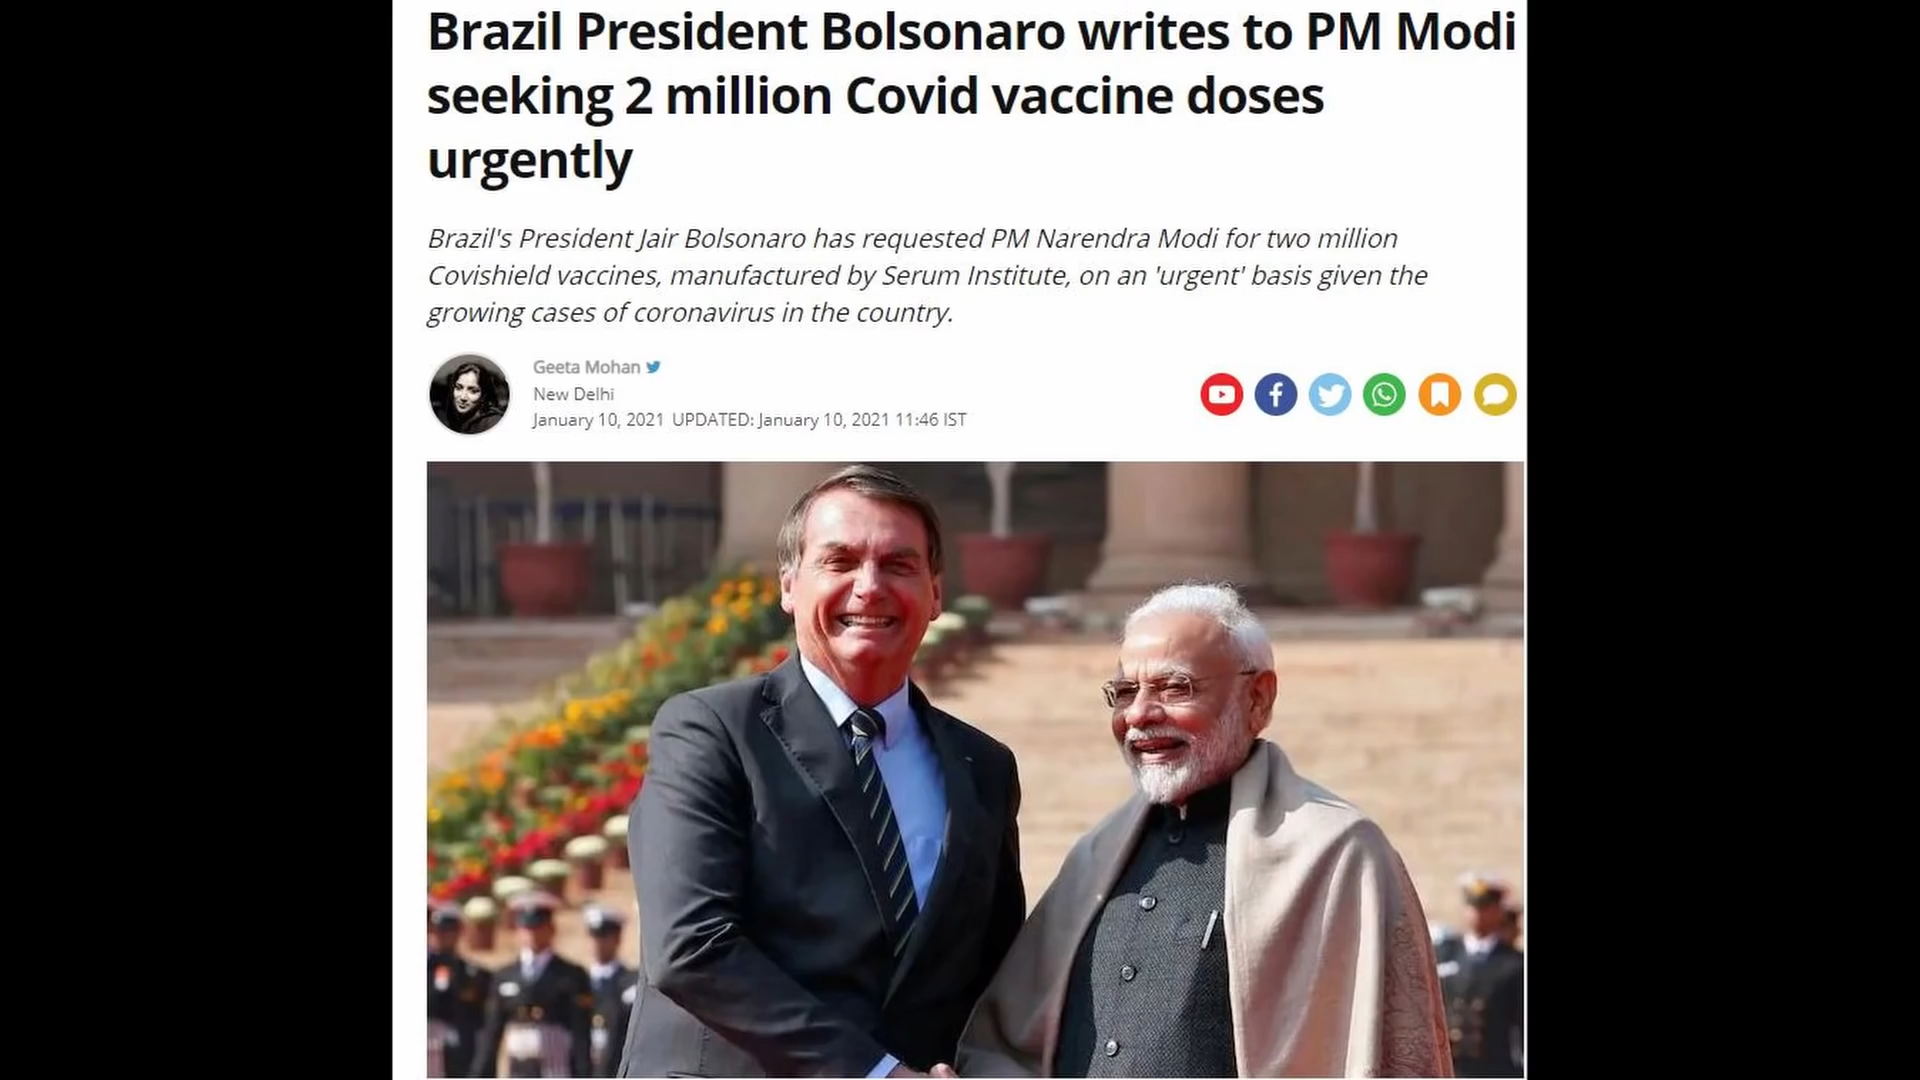 Brazil President Bolsonaro writes to PM Modi
seeking 2 million Covid vaccine doses
urgently
Brazil's President Jair Bolsonaro has requested PM Narendra Modi for two million
Covishield vaccines, manufactured by Serum Institute, on an 'urgent' basis given the
growing cases of coronavirus in the country.
Geeta Mohan
New Delhi
January 10, 2021 UPDATED: January 10, 2021 11:46 IST